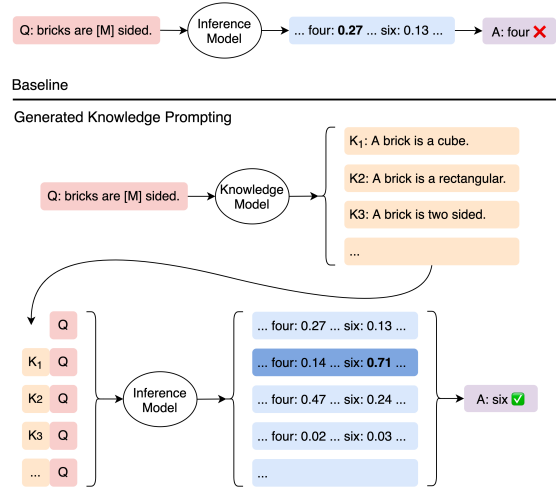 Q: bricks are [M] sided.
Inference
Model
... four: 0.27 ... six: 0.13 ...
A: four ❌
Baseline
Generated Knowledge Prompting
Q: bricks are [M] sided.
Knowledge
Model
K1: A brick is a cube.
K2: A brick is a rectangular.
K3: A brick is two sided.
...
Q
K1 Q
K2 Q
K3 Q
... Q
Inference
Model
... four: 0.27 ... six: 0.13 ...
... four: 0.14 ... six: 0.71 ...
... four: 0.47 ... six: 0.24 ...
... four: 0.02 ... six: 0.03 ...
...
A: six ✅